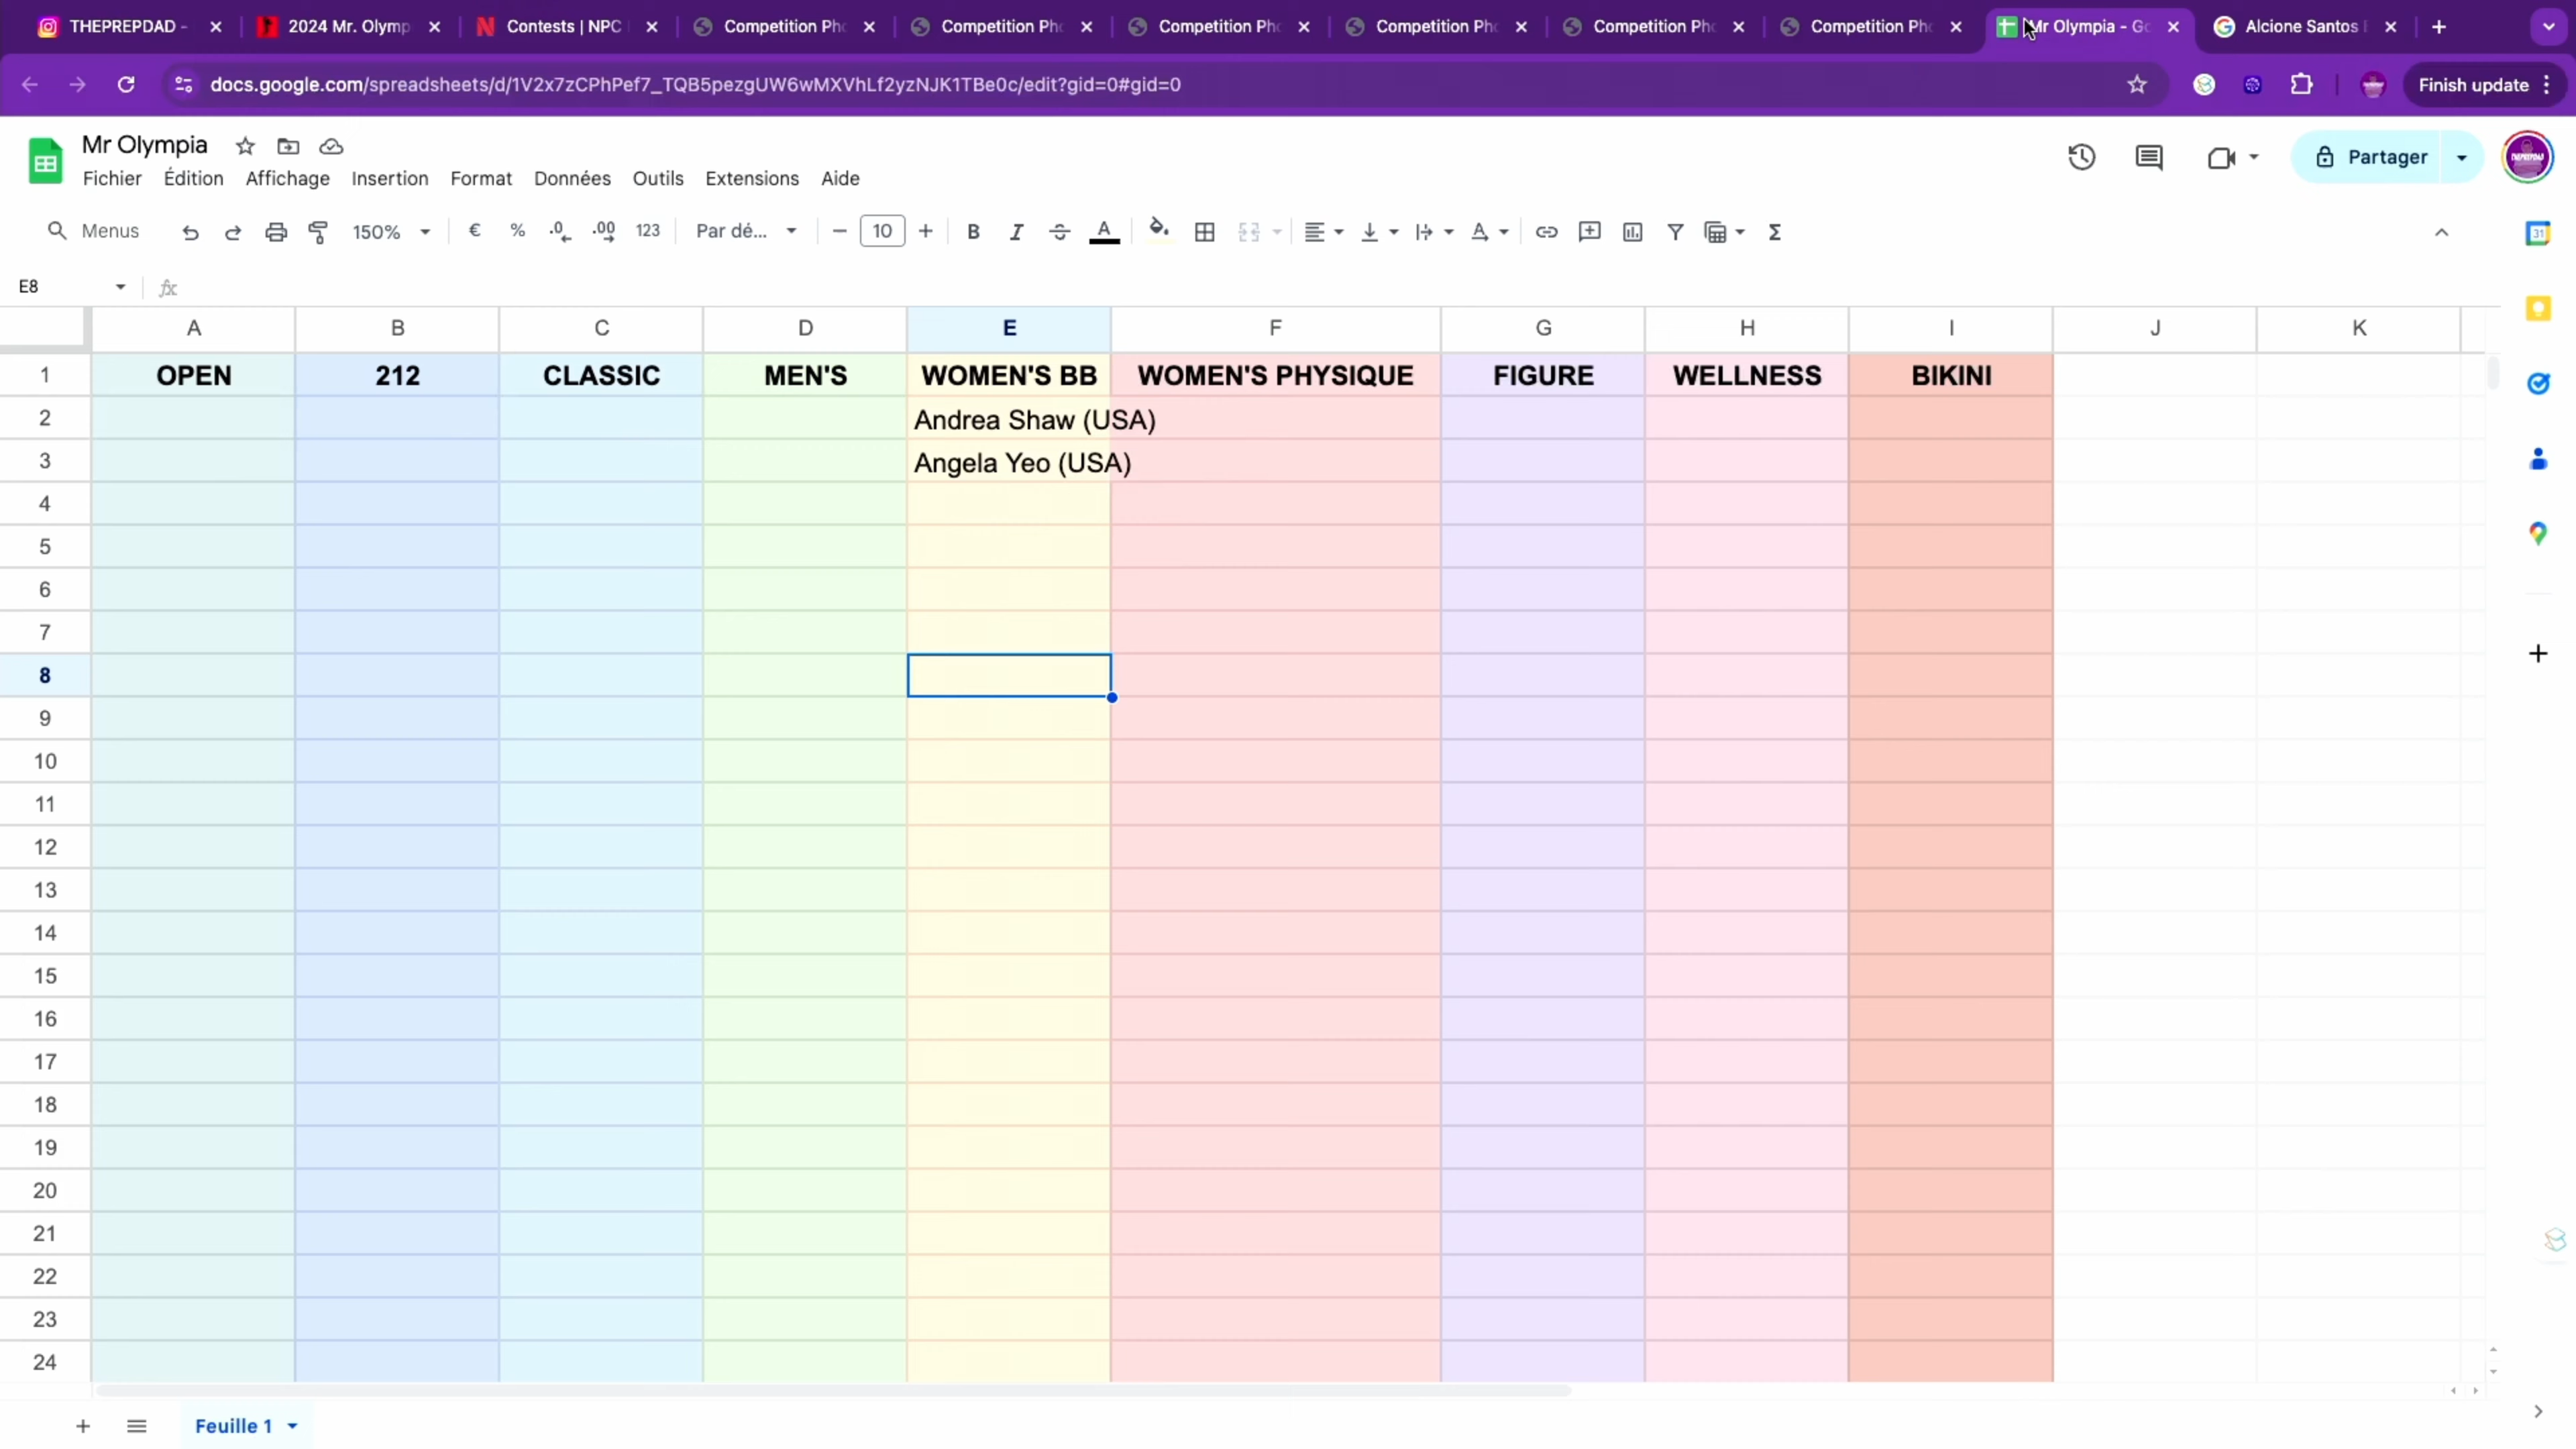 THEPREPDAD -
2024 Mr. Olymp
Contests | NPC
Competition Ph
Competition Ph
Competition Ph
Competition Ph
Competition Ph
Competition Ph
Mr Olympia - Go
Alcione Santos
docs.google.com/spreadsheets/d/1V2x7zCPhPef7_TQB5pezgUW6wMXVhLf2yzNJK1TBe0c/edit?gid=0#gid=0
Finish update
Mr Olympia
Fichier Édition Affichage Insertion Format Données Outils Extensions Aide
Partager
Menus 150% € % .0 .00 123 Par dé... 10 B I A Σ
31
E8 fx
A B C D E F G H I J K
1 OPEN 212 CLASSIC MEN'S WOMEN'S BB WOMEN'S PHYSIQUE FIGURE WELLNESS BIKINI
2 Andrea Shaw (USA)
3 Angela Yeo (USA)
4
5
6
7
8
9
10
11
12
13
14
15
16
17
18
19
20
21
22
23
24
Feuille 1